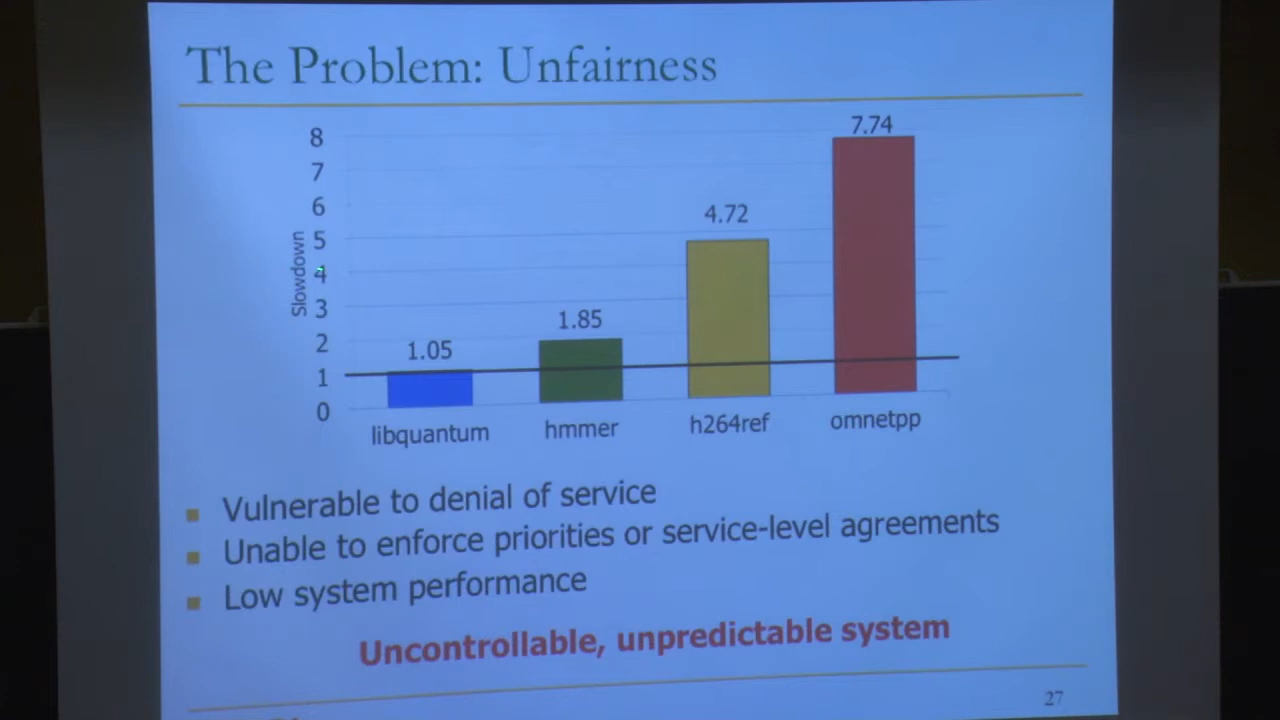 The Problem: Unfairness
8
7
6
5
4
3
2
1
0
Slowdown
1.05
1.85
4.72
7.74
libquantum
hmmer
h264ref
omnetpp
Vulnerable to denial of service
Unable to enforce priorities or service-level agreements
Low system performance
Uncontrollable, unpredictable system
27